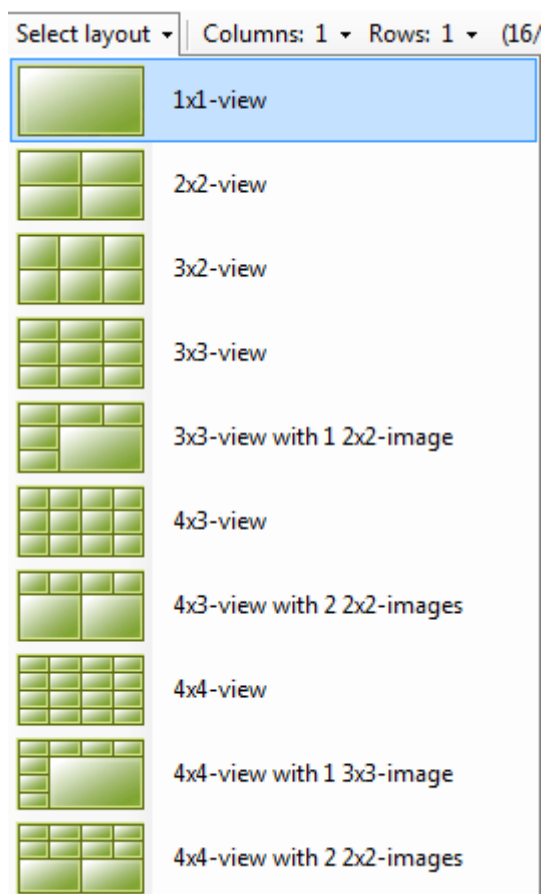 Select layout Columns: 1 Rows: 1 (16/
1x1-view
2x2-view
3x2-view
3x3-view
3x3-view with 1 2x2-image
4x3-view
4x3-view with 2 2x2-images
4x4-view
4x4-view with 1 3x3-image
4x4-view with 2 2x2-images